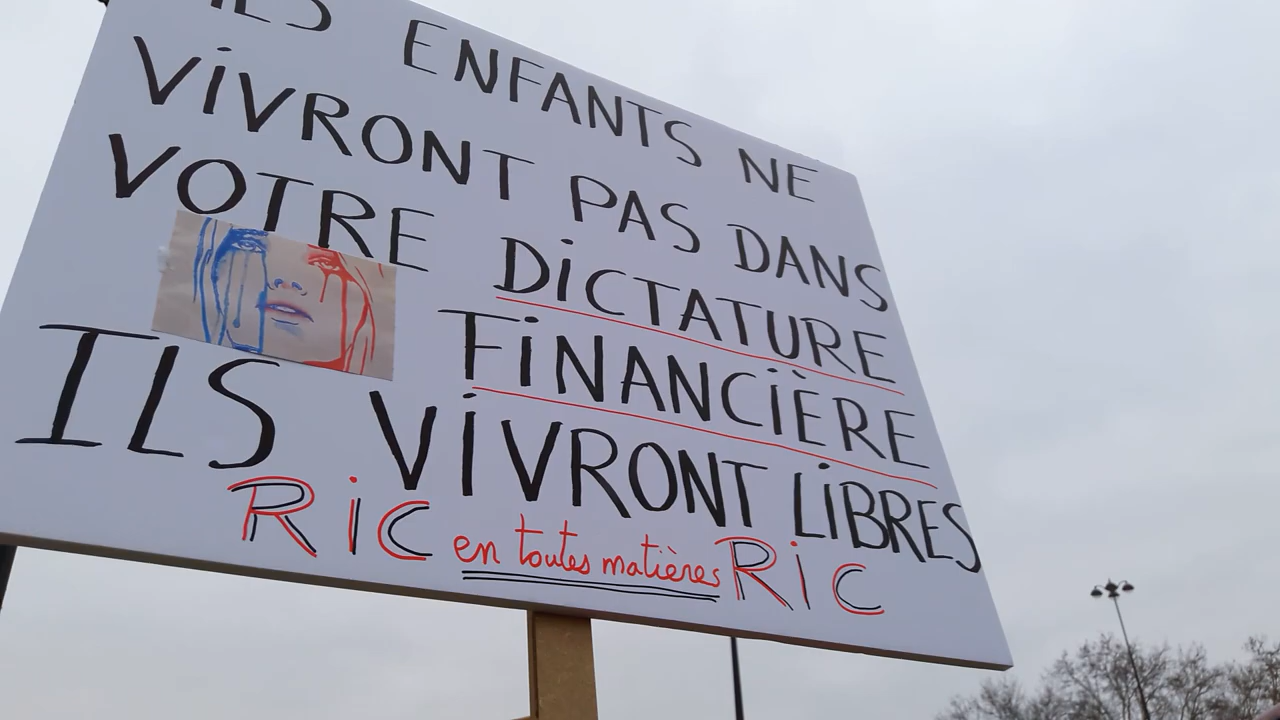 ENFANTS NE
VIVRONT PAS DANS
VOTRE DICTATURE
FINANCIÈRE
ILS VIVRONT LIBRES
RIC en toutes matières RIC